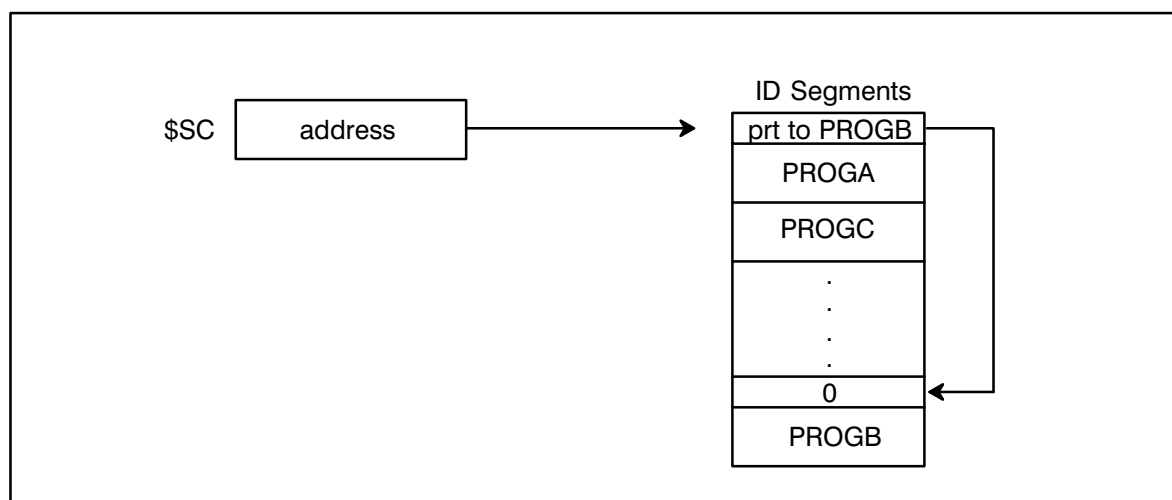 ID Segments
$SC
address
prt to PROGB
PROGA
PROGC
.
.
.
.
0
PROGB